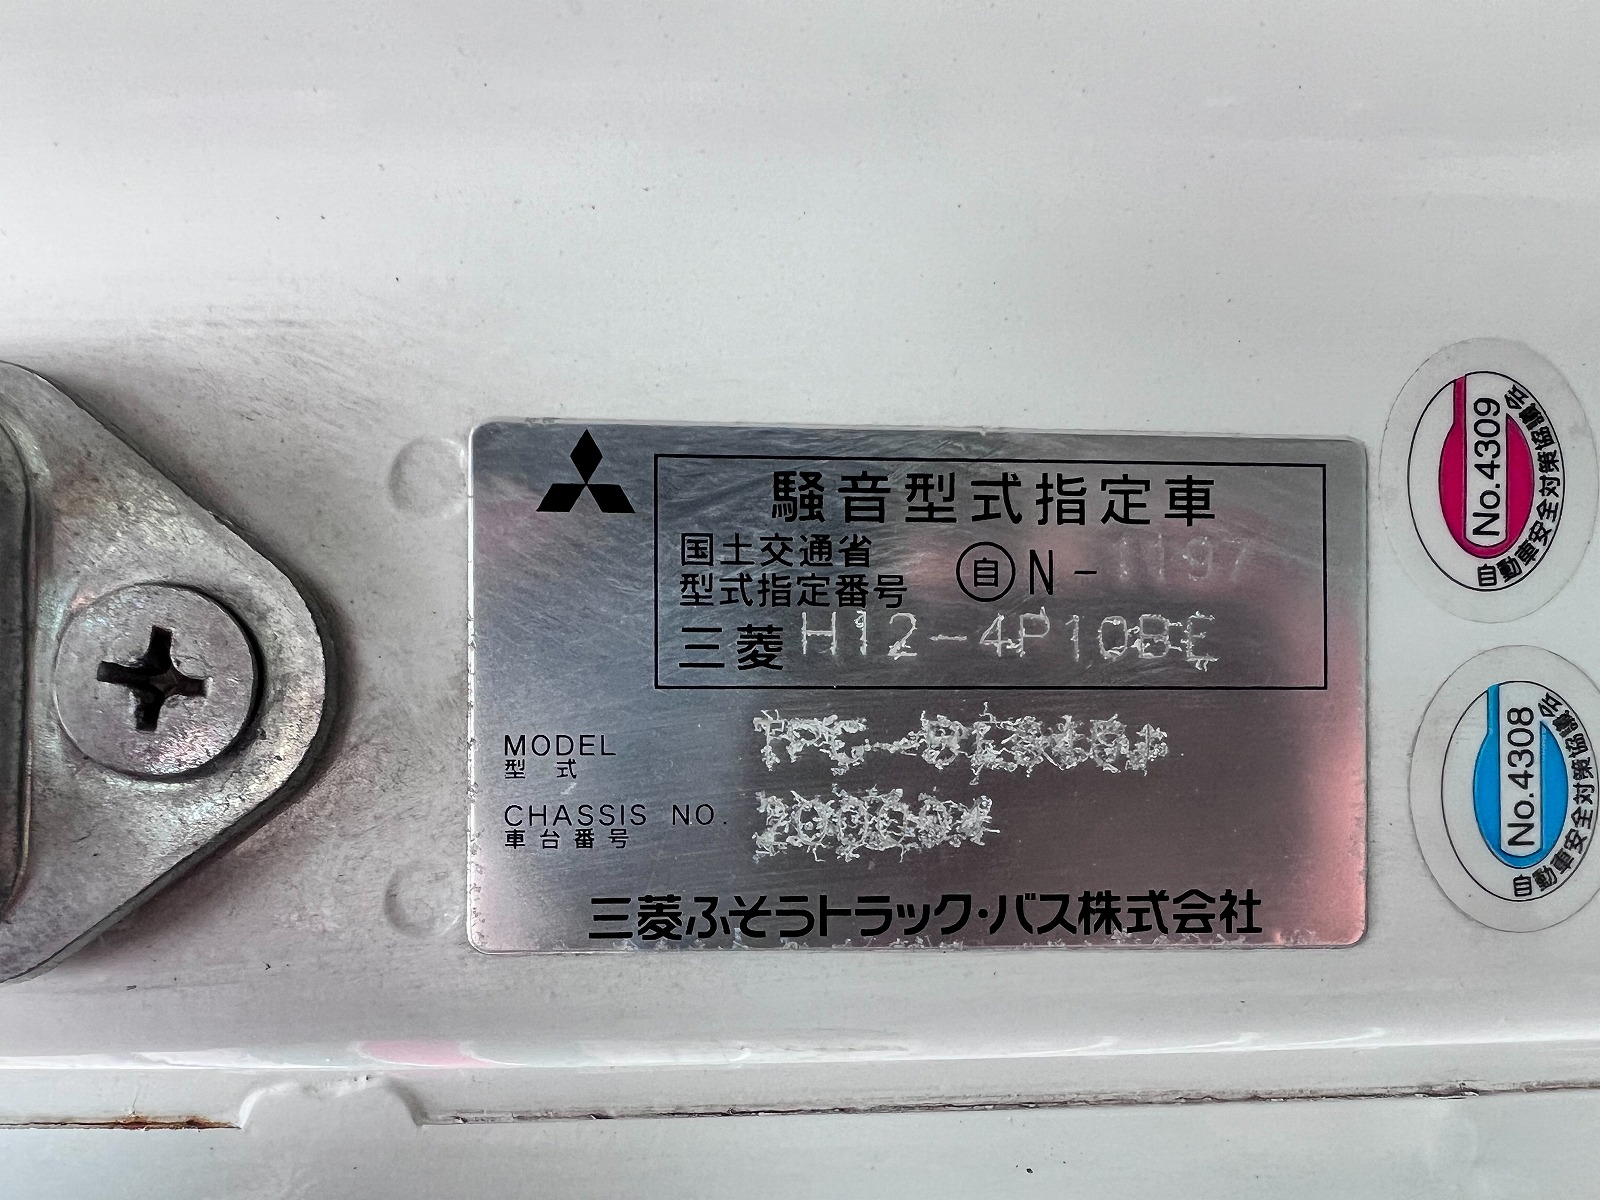 騒音型式指定車
国土交通省
型式指定番号
自 N-1197
三菱 H12-4P10BE
MODEL
型式
CHASSIS NO.
車台番号
三菱ふそうトラック・バス株式会社
No.4309
自動車安全対策協議会
No.4308
自動車安全対策協議会